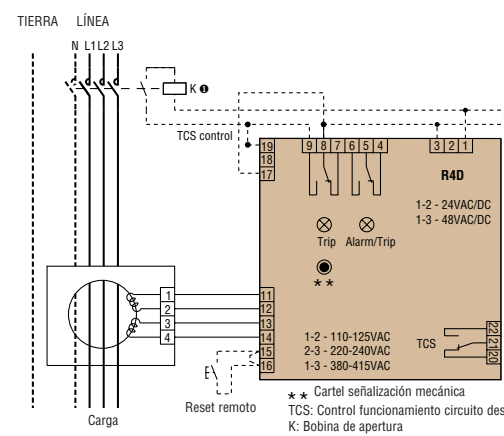 TIERRA LÍNEA
N L1 L2 L3
K ❶
TCS control
19
18
17
9 8 7 6 5 4
3 2 1
R4D
1-2 - 24VAC/DC
1-3 - 48VAC/DC
Trip Alarm/Trip
* *
1
2
3
4
11
12
13
14
15
16
1-2 - 110-125VAC
2-3 - 220-240VAC
1-3 - 380-415VAC
TCS
22
21
20
E
Reset remoto
Carga
* * Cartel señalización mecánica
TCS: Control funcionamiento circuito des
K: Bobina de apertura